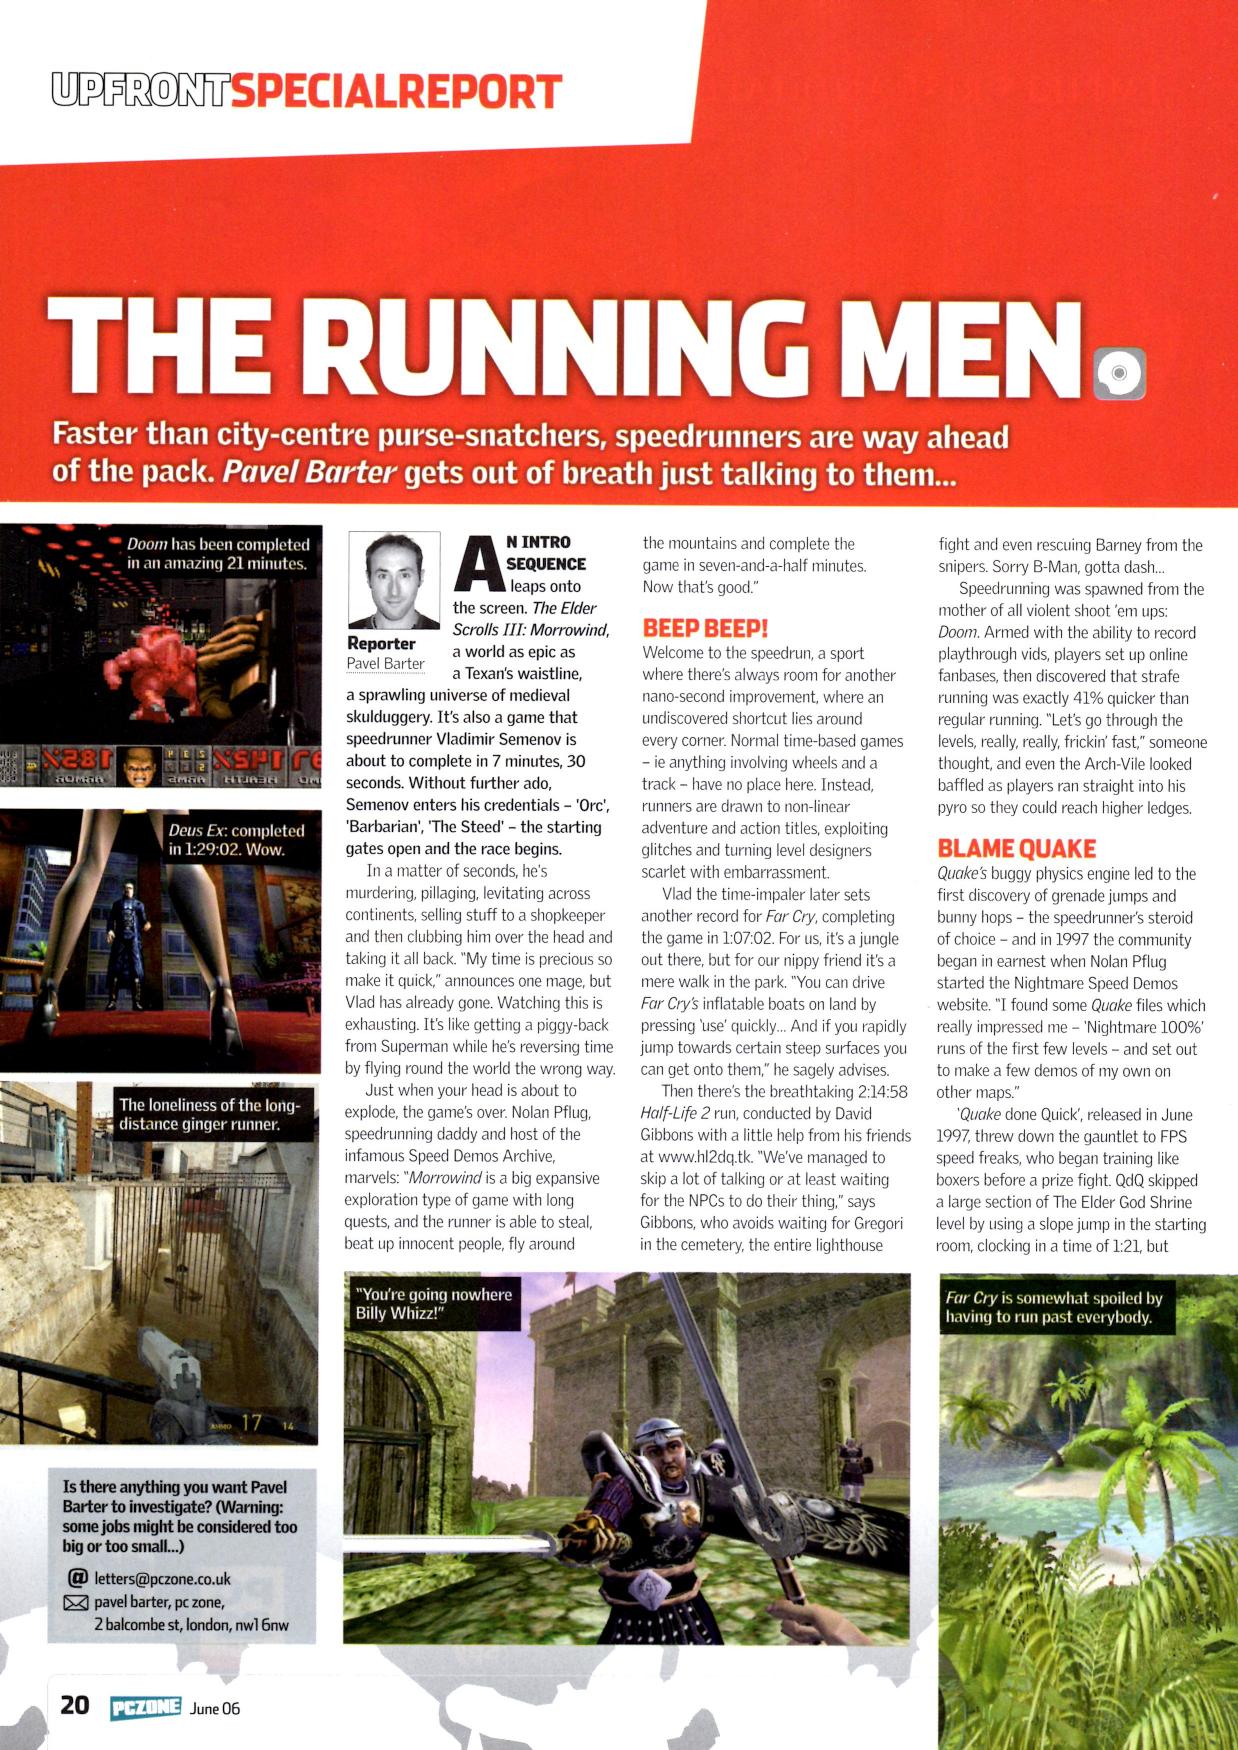 UPFRONTSPECIALREPORT
THE RUNNING MEN
Faster than city-centre purse-snatchers, speedrunners are way ahead
of the pack. Pavel Barter gets out of breath just talking to them...
Doom has been completed
in an amazing 21 minutes.
Deus Ex: completed
in 1:29:02. Wow.
The loneliness of the long-
distance ginger runner.
AMMO 17 14
Is there anything you want Pavel
Barter to investigate? (Warning:
some jobs might be considered too
big or too small...)
@ letters@pczone.co.uk
pavel barter, pc zone,
2 balcombe st, london, nw1 6nw
Reporter
Pavel Barter
AN INTRO
SEQUENCE
leaps onto
the screen. The Elder
Scrolls III: Morrowind,
a world as epic as
a Texan's waistline,
a sprawling universe of medieval
skulduggery. It's also a game that
speedrunner Vladimir Semenov is
about to complete in 7 minutes, 30
seconds. Without further ado,
Semenov enters his credentials – 'Orc',
'Barbarian', 'The Steed' – the starting
gates open and the race begins.
In a matter of seconds, he's
murdering, pillaging, levitating across
continents, selling stuff to a shopkeeper
and then clubbing him over the head and
taking it all back. "My time is precious so
make it quick," announces one mage, but
Vlad has already gone. Watching this is
exhausting. It's like getting a piggy-back
from Superman while he's reversing time
by flying round the world the wrong way.
Just when your head is about to
explode, the game's over. Nolan Pflug,
speedrunning daddy and host of the
infamous Speed Demos Archive,
marvels: "Morrowind is a big expansive
exploration type of game with long
quests, and the runner is able to steal,
beat up innocent people, fly around
the mountains and complete the
game in seven-and-a-half minutes.
Now that's good."
BEEP BEEP!
Welcome to the speedrun, a sport
where there's always room for another
nano-second improvement, where an
undiscovered shortcut lies around
every corner. Normal time-based games
– ie anything involving wheels and a
track – have no place here. Instead,
runners are drawn to non-linear
adventure and action titles, exploiting
glitches and turning level designers
scarlet with embarrassment.
Vlad the time-impaler later sets
another record for Far Cry, completing
the game in 1:07:02. For us, it's a jungle
out there, but for our nippy friend it's a
mere walk in the park. "You can drive
Far Cry's inflatable boats on land by
pressing 'use' quickly... And if you rapidly
jump towards certain steep surfaces you
can get onto them," he sagely advises.
Then there's the breathtaking 2:14:58
Half-Life 2 run, conducted by David
Gibbons with a little help from his friends
at www.hl2dq.tk. "We've managed to
skip a lot of talking or at least waiting
for the NPCs to do their thing," says
Gibbons, who avoids waiting for Gregori
in the cemetery, the entire lighthouse
fight and even rescuing Barney from the
snipers. Sorry B-Man, gotta dash...
Speedrunning was spawned from the
mother of all violent shoot 'em ups:
Doom. Armed with the ability to record
playthrough vids, players set up online
fanbases, then discovered that strafe
running was exactly 41% quicker than
regular running. "Let's go through the
levels, really, really, frickin' fast," someone
thought, and even the Arch-Vile looked
baffled as players ran straight into his
pyro so they could reach higher ledges.
BLAME QUAKE
Quake's buggy physics engine led to the
first discovery of grenade jumps and
bunny hops – the speedrunner's steroid
of choice – and in 1997 the community
began in earnest when Nolan Pflug
started the Nightmare Speed Demos
website. "I found some Quake files which
really impressed me – 'Nightmare 100%'
runs of the first few levels – and set out
to make a few demos of my own on
other maps."
'Quake done Quick', released in June
1997, threw down the gauntlet to FPS
speed freaks, who began training like
boxers before a prize fight. QdQ skipped
a large section of The Elder God Shrine
level by using a slope jump in the starting
room, clocking in a time of 1:21, but
"You're going nowhere
Billy Whizz!"
Far Cry is somewhat spoiled by
having to run past everybody.
20 PCZONE June 06